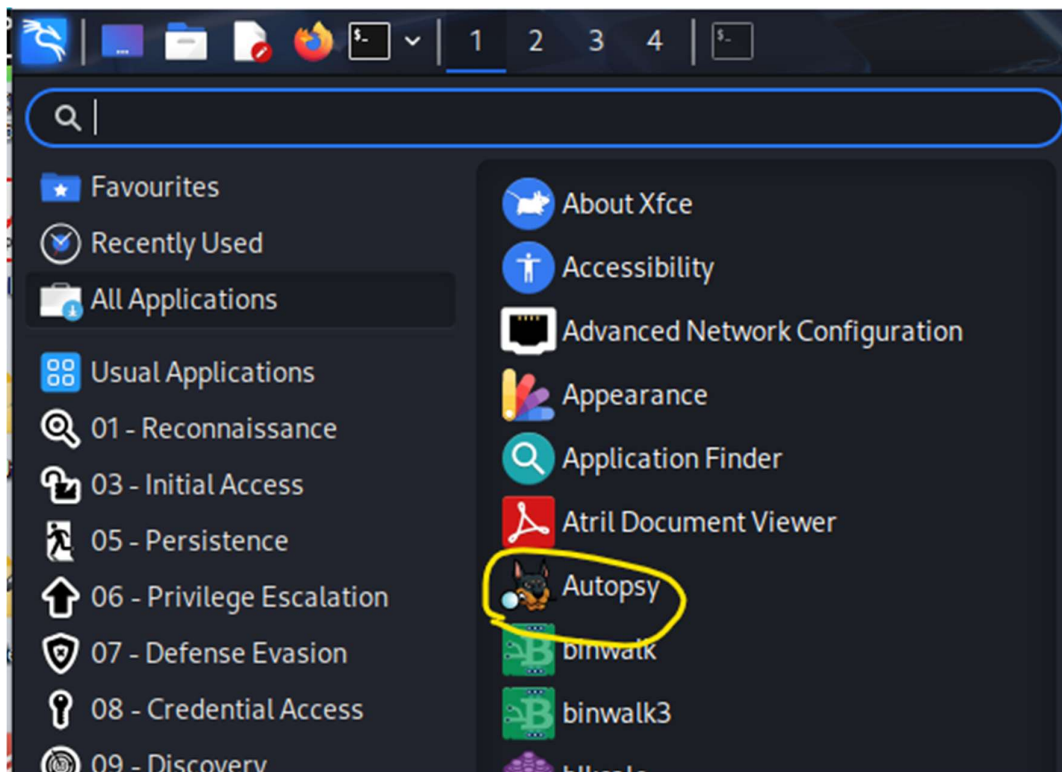 1 2 3 4
Favourites
Recently Used
All Applications
Usual Applications
01 - Reconnaissance
03 - Initial Access
05 - Persistence
06 - Privilege Escalation
07 - Defense Evasion
08 - Credential Access
09 - Discovery
About Xfce
Accessibility
Advanced Network Configuration
Appearance
Application Finder
Atril Document Viewer
Autopsy
binwalk
binwalk3